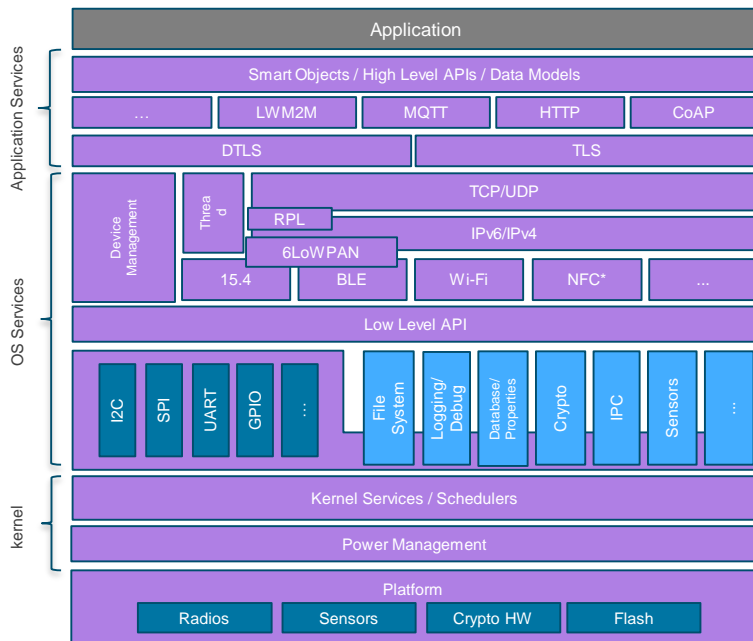 Application
Application Services
Smart Objects / High Level APIs / Data Models
...
LWM2M
MQTT
HTTP
CoAP
DTLS
TLS
OS Services
Device
Management
Threa
d
TCP/UDP
RPL
IPv6/IPv4
6LoWPAN
15.4
BLE
Wi-Fi
NFC*
...
Low Level API
I2C
SPI
UART
GPIO
...
File
System
Logging/
Debug
Database/
Properties
Crypto
IPC
Sensors
...
kernel
Kernel Services / Schedulers
Power Management
Platform
Radios
Sensors
Crypto HW
Flash